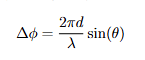 Δϕ = 2πd/λ sin(θ)